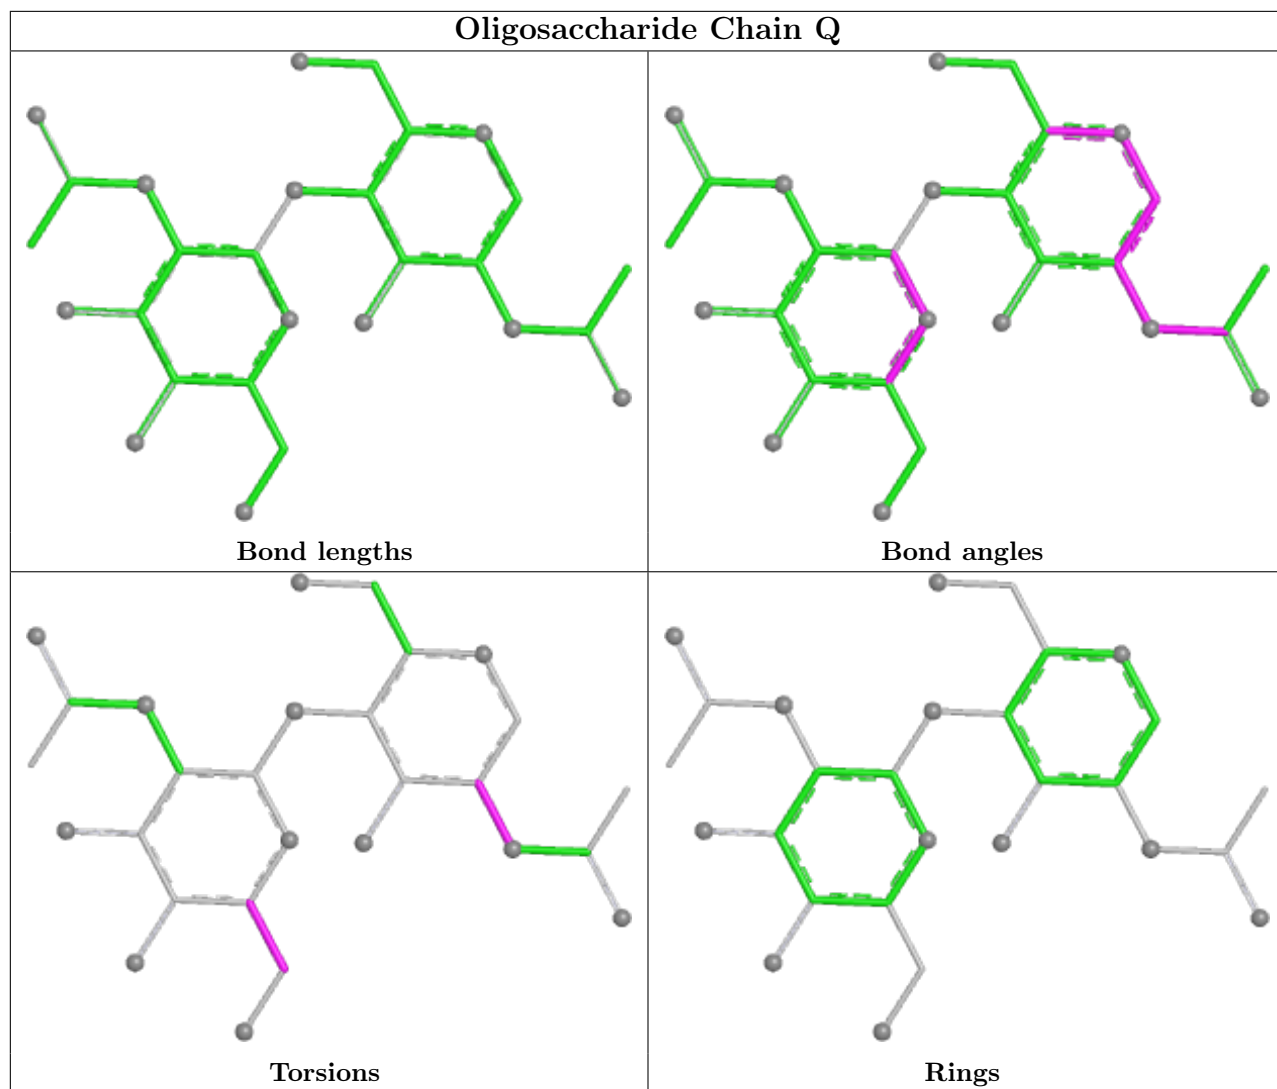 Oligosaccharide Chain Q
Bond lengths
Bond angles
Torsions
Rings